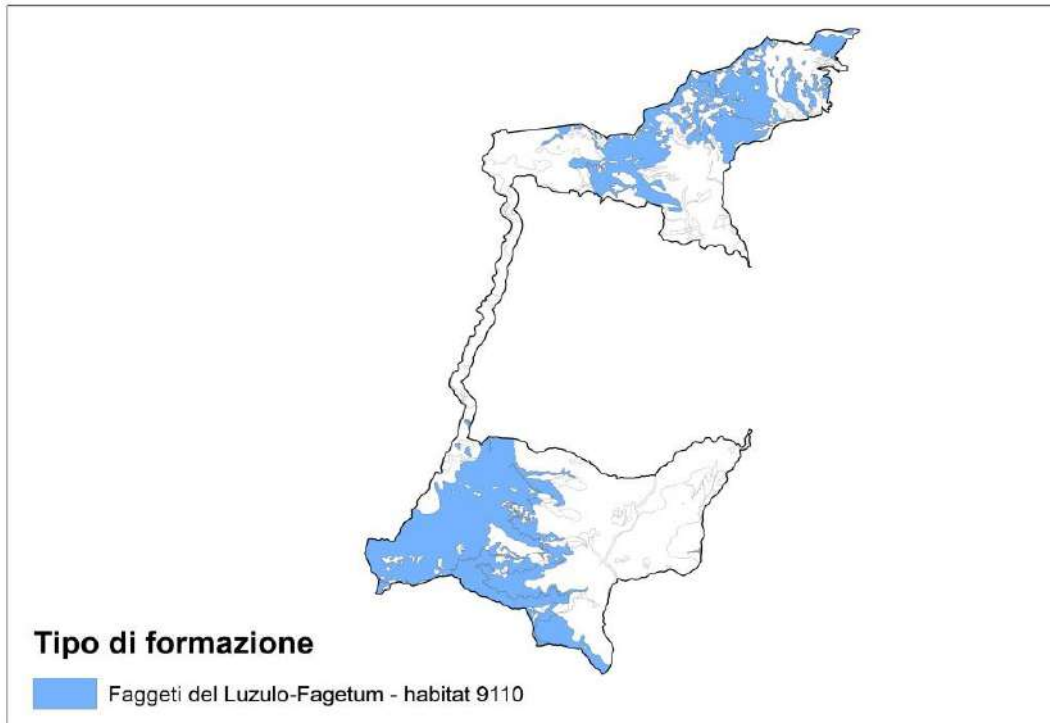 Tipo di formazione
Faggeti del Luzulo-Fagetum - habitat 9110